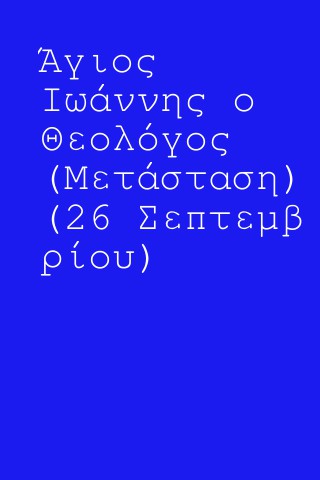 Άγιος
Ιωάννης ο
Θεολόγος
(Μετάσταση)
(26 Σεπτεμβ
ρίου)